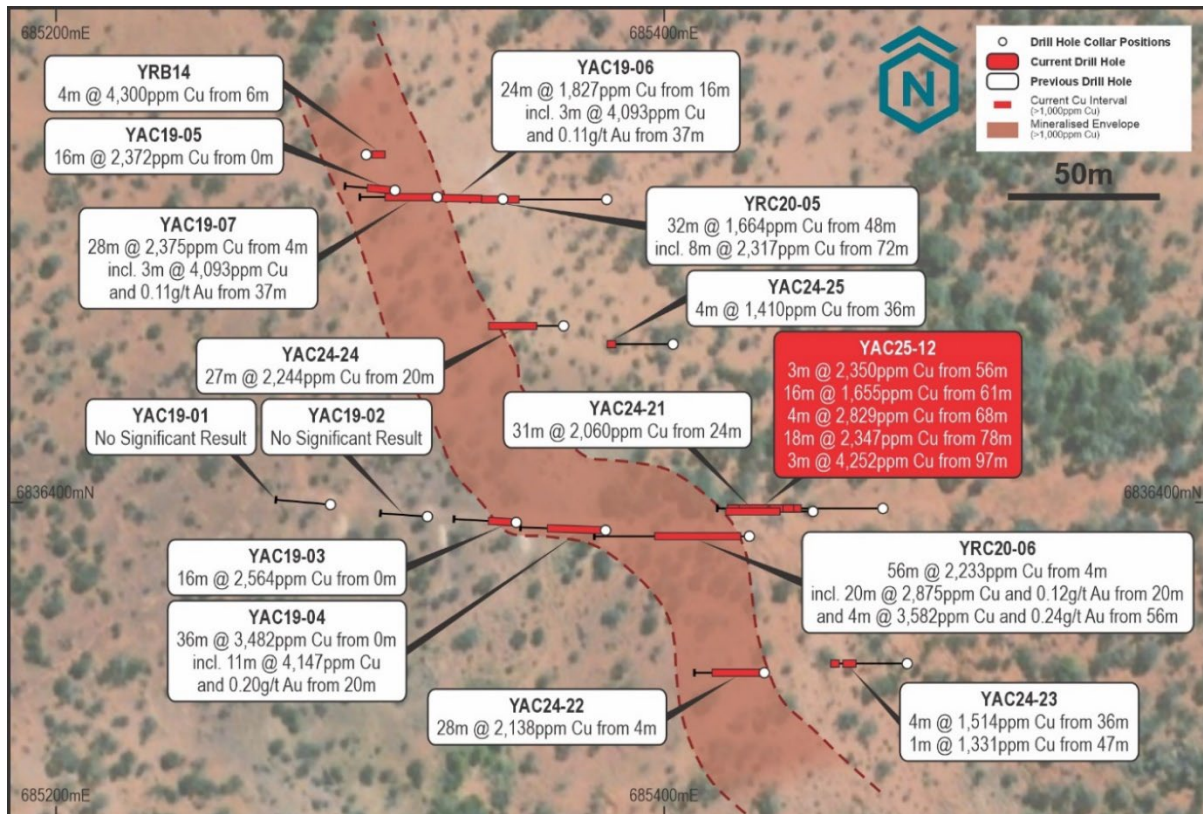 685200mE
685400mE
YRB14
4m @ 4,300ppm Cu from 6m
YAC19-05
16m @ 2,372ppm Cu from 0m
YAC19-06
24m @ 1,827ppm Cu from 16m
incl. 3m @ 4,093ppm Cu
and 0.11g/t Au from 37m
N
Drill Hole Collar Positions
Current Drill Hole
Previous Drill Hole
Current Cu Interval
(>1,000ppm Cu)
Mineralised Envelope
(>1,000ppm Cu)
50m
YAC19-07
28m @ 2,375ppm Cu from 4m
incl. 3m @ 4,093ppm Cu
and 0.11g/t Au from 37m
YRC20-05
32m @ 1,664ppm Cu from 48m
incl. 8m @ 2,317ppm Cu from 72m
YAC24-25
4m @ 1,410ppm Cu from 36m
YAC24-24
27m @ 2,244ppm Cu from 20m
YAC25-12
3m @ 2,350ppm Cu from 56m
16m @ 1,655ppm Cu from 61m
4m @ 2,829ppm Cu from 68m
18m @ 2,347ppm Cu from 78m
3m @ 4,252ppm Cu from 97m
YAC19-01
No Significant Result
YAC19-02
No Significant Result
YAC24-21
31m @ 2,060ppm Cu from 24m
6836400mN
6836400mN
YAC19-03
16m @ 2,564ppm Cu from 0m
YAC19-04
36m @ 3,482ppm Cu from 0m
incl. 11m @ 4,147ppm Cu
and 0.20g/t Au from 20m
YRC20-06
56m @ 2,233ppm Cu from 4m
incl. 20m @ 2,875ppm Cu and 0.12g/t Au from 20m
and 4m @ 3,582ppm Cu and 0.24g/t Au from 56m
YAC24-22
28m @ 2,138ppm Cu from 4m
YAC24-23
4m @ 1,514ppm Cu from 36m
1m @ 1,331ppm Cu from 47m
685200mE
685400mE